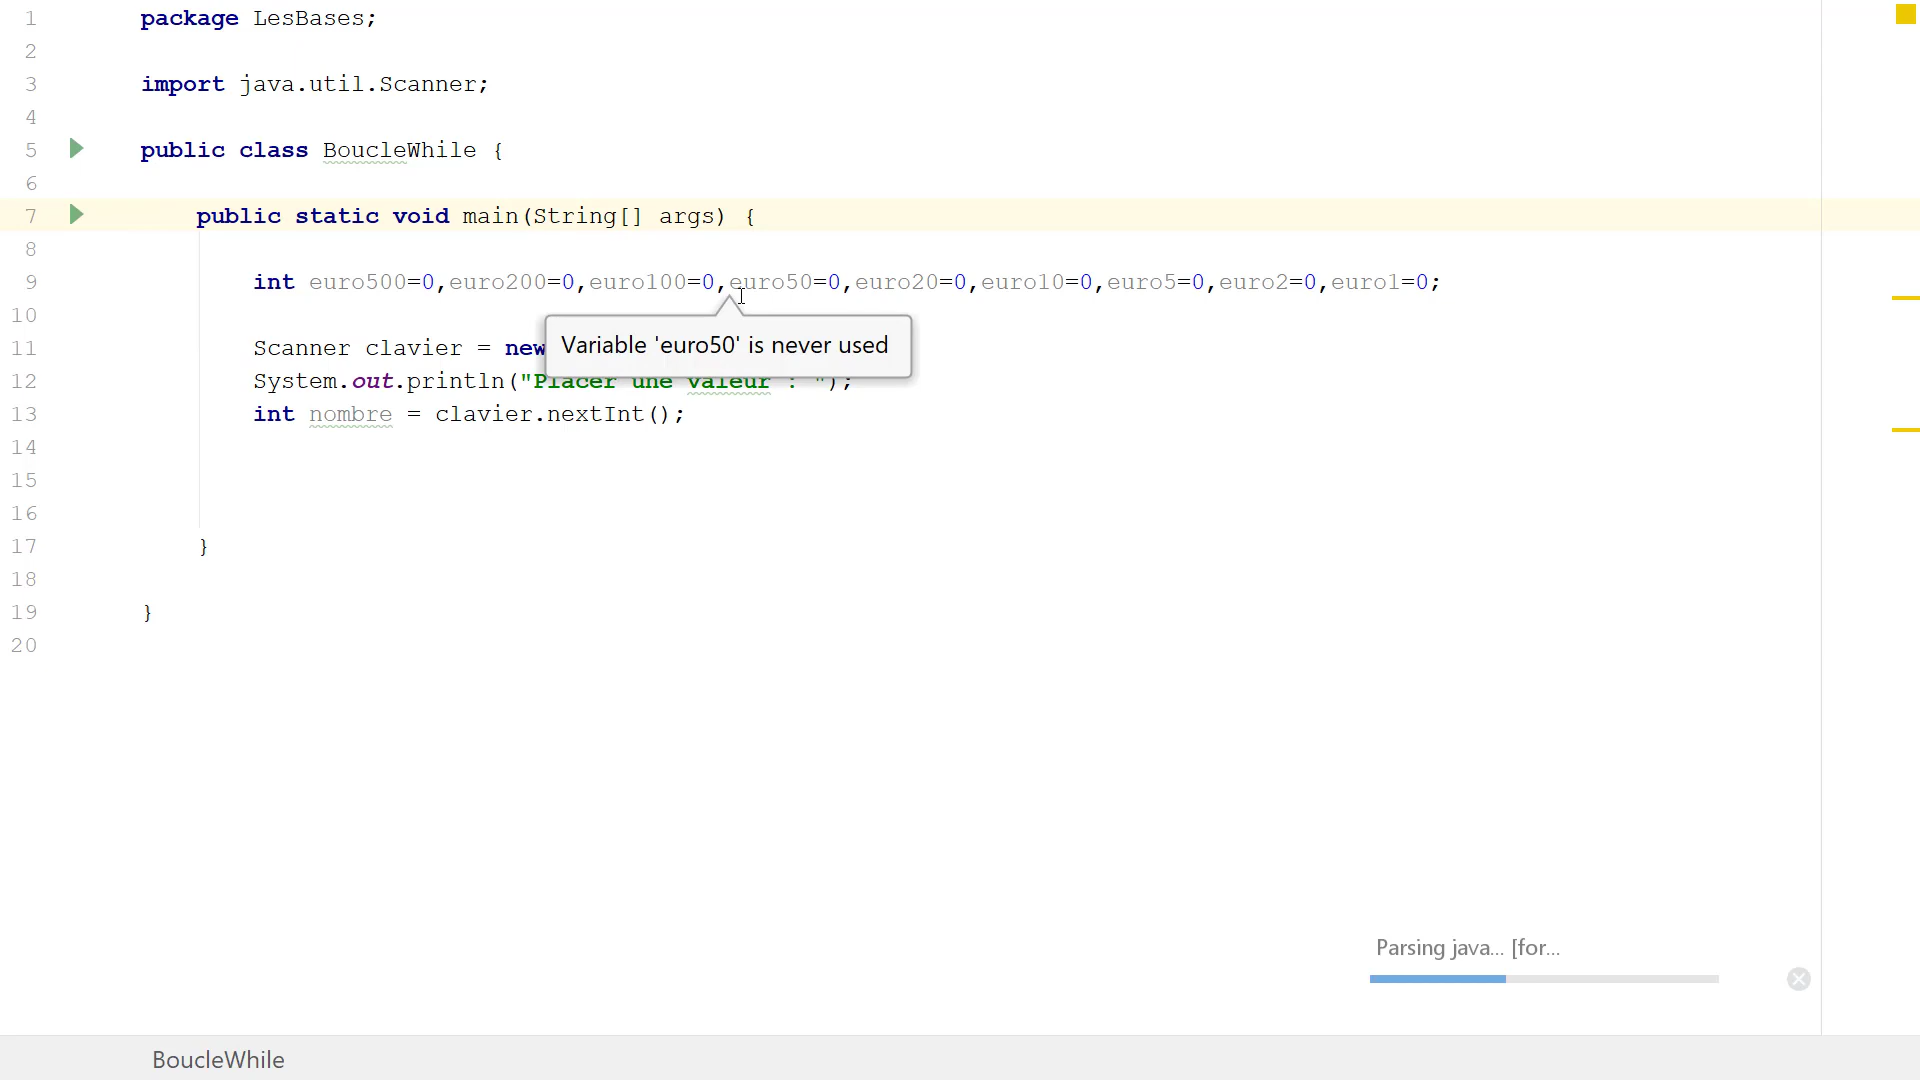 1 package LesBases;
2
3 import java.util.Scanner;
4
5 public class BoucleWhile {
6
7 public static void main(String[] args) {
8
9 int euro500=0,euro200=0,euro100=0,euro50=0,euro20=0,euro10=0,euro5=0,euro2=0,euro1=0;
10
11 Scanner clavier = new
Variable 'euro50' is never used
12 System.out.println("Placer une valeur : ");
13 int nombre = clavier.nextInt();
14
15
16
17 }
18
19 }
20
Parsing java... [for...
BoucleWhile